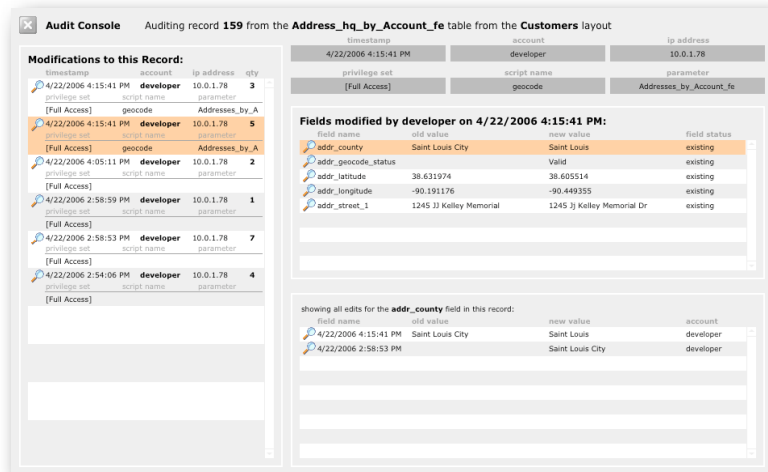 Audit Console Auditing record 159 from the Address_hq_by_Account_fe table from the Customers layout
Modifications to this Record:
timestamp account ip address qty
4/22/2006 4:15:41 PM developer 10.0.1.78 3
privilege set script name parameter
[Full Access] geocode Addresses_by_A
4/22/2006 4:15:41 PM developer 10.0.1.78 5
privilege set script name parameter
[Full Access] geocode Addresses_by_A
4/22/2006 4:05:11 PM developer 10.0.1.78 2
privilege set script name parameter
[Full Access]
4/22/2006 2:58:59 PM developer 10.0.1.78 1
privilege set script name parameter
[Full Access]
4/22/2006 2:58:53 PM developer 10.0.1.78 7
privilege set script name parameter
[Full Access]
4/22/2006 2:54:06 PM developer 10.0.1.78 4
privilege set script name parameter
[Full Access]
timestamp account ip address
4/22/2006 4:15:41 PM developer 10.0.1.78
privilege set script name parameter
[Full Access] geocode Addresses_by_Account_fe
Fields modified by developer on 4/22/2006 4:15:41 PM:
field name old value new value field status
addr_county Saint Louis City Saint Louis existing
addr_geocode_status Valid existing
addr_latitude 38.631974 38.605514 existing
addr_longitude -90.191176 -90.449355 existing
addr_street_1 1245 JJ Kelley Memorial 1245 Jj Kelley Memorial Dr existing
showing all edits for the addr_county field in this record:
field name old value new value account
4/22/2006 4:15:41 PM Saint Louis City Saint Louis developer
4/22/2006 2:58:53 PM Saint Louis City developer